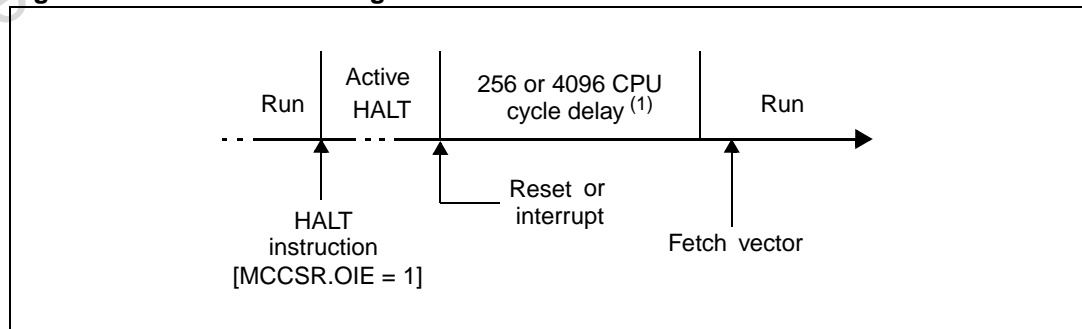 Active
HALT
256 or 4096 CPU
cycle delay (1)
Run
Run
Reset or
interrupt
HALT
instruction
[MCCSR.OIE = 1]
Fetch vector